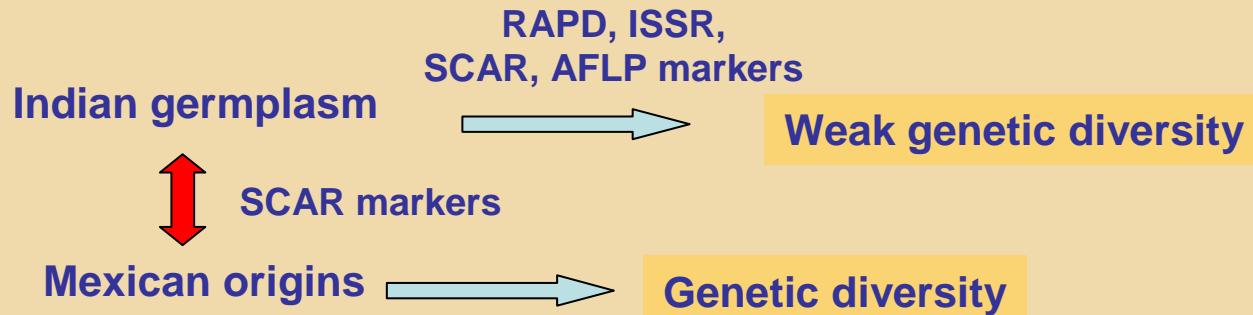 RAPD, ISSR,
SCAR, AFLP markers
Indian germplasm
Weak genetic diversity
SCAR markers
Mexican origins
Genetic diversity